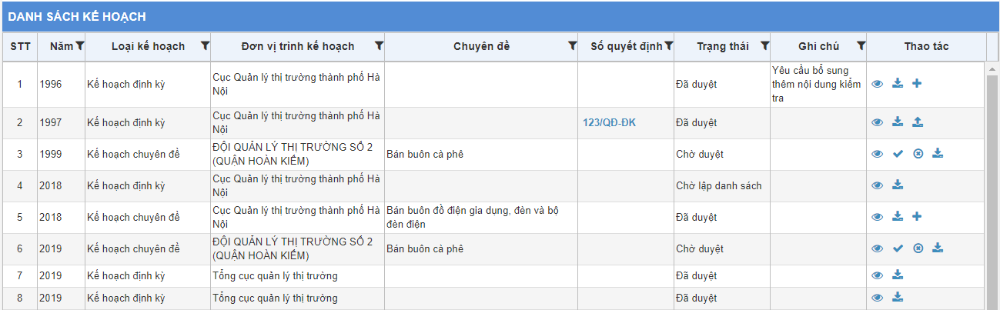 DANH SÁCH KẾ HOẠCH
STT Năm Loại kế hoạch Đơn vị trình kế hoạch Chuyên đề Số quyết định Trạng thái Ghi chú Thao tác
1 1996 Kế hoạch định kỳ Cục Quản lý thị trường thành phố Hà Nội Đã duyệt Yêu cầu bổ sung thêm nội dung kiểm tra
2 1997 Kế hoạch định kỳ Cục Quản lý thị trường thành phố Hà Nội 123/QĐ-ĐK Đã duyệt
3 1999 Kế hoạch chuyên đề ĐỘI QUẢN LÝ THỊ TRƯỜNG SỐ 2 (QUẬN HOÀN KIẾM) Bán buôn cà phê Chờ duyệt
4 2018 Kế hoạch định kỳ Cục Quản lý thị trường thành phố Hà Nội Chờ lập danh sách
5 2018 Kế hoạch chuyên đề Cục Quản lý thị trường thành phố Hà Nội Bán buôn đồ điện gia dụng, đèn và bộ đèn điện Đã duyệt
6 2019 Kế hoạch chuyên đề ĐỘI QUẢN LÝ THỊ TRƯỜNG SỐ 2 (QUẬN HOÀN KIẾM) Bán buôn cà phê Chờ duyệt
7 2019 Kế hoạch định kỳ Tổng cục quản lý thị trường Đã duyệt
8 2019 Kế hoạch định kỳ Tổng cục quản lý thị trường Đã duyệt